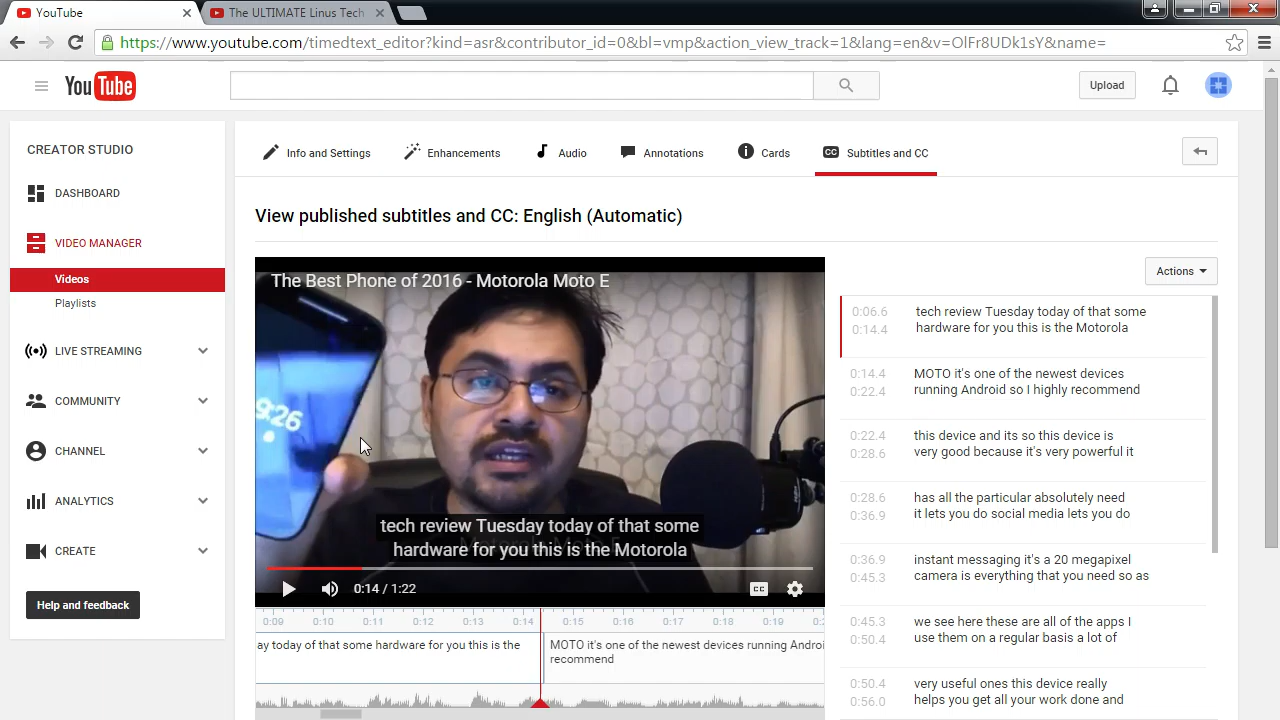 YouTube
The ULTIMATE Linus Tech
https://www.youtube.com/timedtext_editor?kind=asr&contributor_id=0&bl=vmp&action_view_track=1&lang=en&v=OlFr8UDk1sY&name=
YouTube
Upload
CREATOR STUDIO
DASHBOARD
VIDEO MANAGER
Videos
Playlists
LIVE STREAMING
COMMUNITY
CHANNEL
ANALYTICS
CREATE
Help and feedback
Info and Settings
Enhancements
Audio
Annotations
Cards
CC Subtitles and CC
View published subtitles and CC: English (Automatic)
The Best Phone of 2016 - Motorola Moto E
9:26
tech review Tuesday today of that some
hardware for you this is the Motorola
0:14 / 1:22
CC
0:09 0:10 0:11 0:12 0:13 0:14 0:15 0:16 0:17 0:18 0:19
ay today of that some hardware for you this is the
MOTO it's one of the newest devices running Androi
recommend
Actions
0:06.6 tech review Tuesday today of that some
0:14.4 hardware for you this is the Motorola
0:14.4 MOTO it's one of the newest devices
0:22.4 running Android so I highly recommend
0:22.4 this device and its so this device is
0:28.6 very good because it's very powerful it
0:28.6 has all the particular absolutely need
0:36.9 it lets you do social media lets you do
0:36.9 instant messaging it's a 20 megapixel
0:45.3 camera is everything that you need so as
0:45.3 we see here these are all of the apps I
0:50.4 use them on a regular basis a lot of
0:50.4 very useful ones this device really
0:56.0 helps you get all your work done and